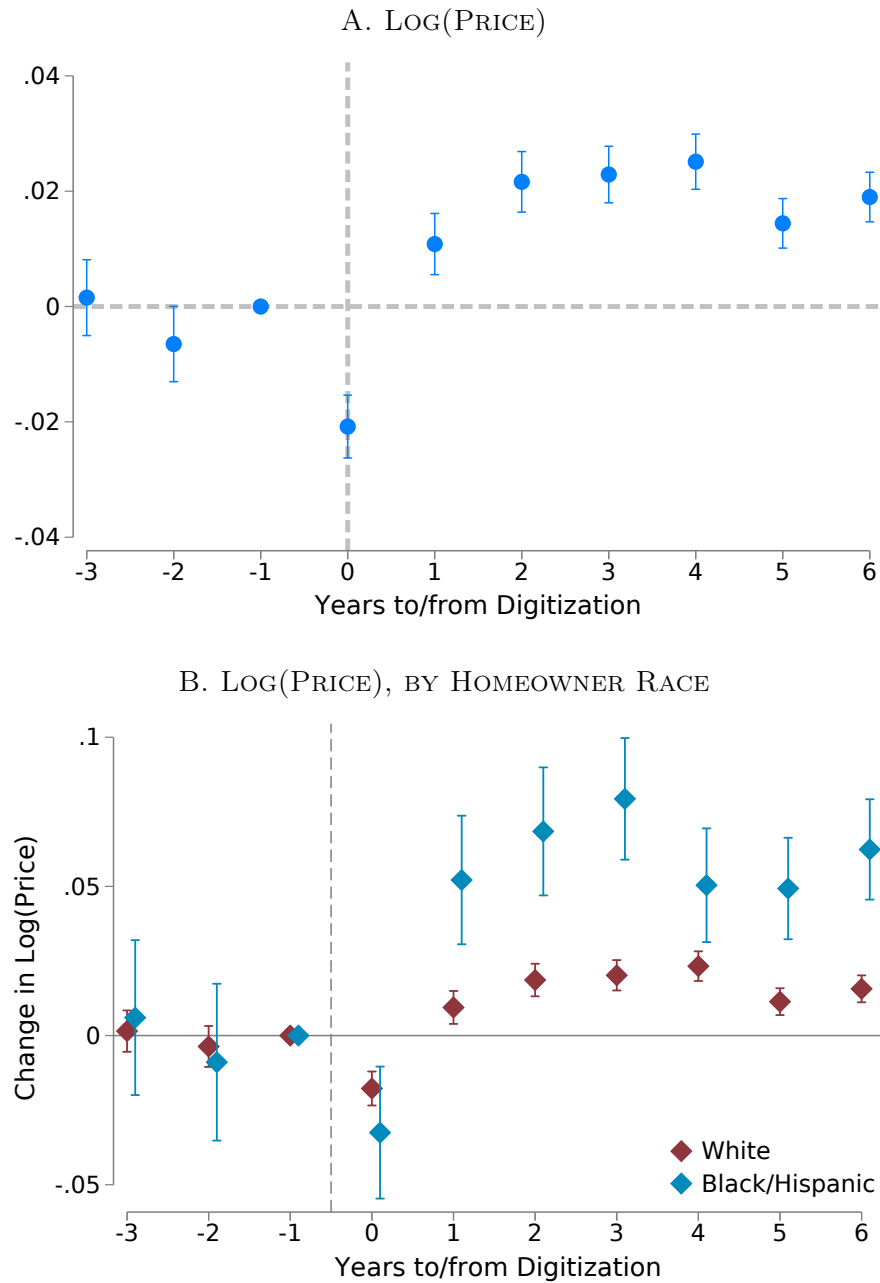 A. LOG(PRICE)
.04
.02
0
-.02
-.04
-3 -2 -1 0 1 2 3 4 5 6
Years to/from Digitization
B. LOG(PRICE), BY HOMEOWNER RACE
Change in Log(Price)
.1
.05
0
-.05
White
Black/Hispanic
-3 -2 -1 0 1 2 3 4 5 6
Years to/from Digitization